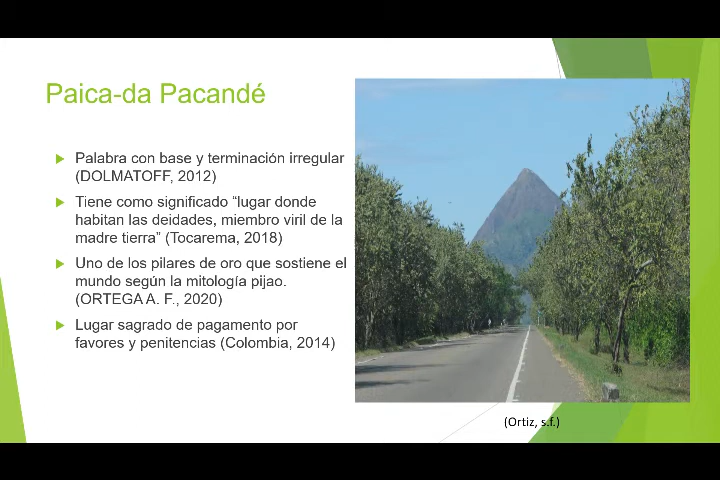 Paica-da Pacandé
Palabra con base y terminación irregular
(DOLMATOFF, 2012)
Tiene como significado “lugar donde
habitan las deidades, miembro viril de la
madre tierra” (Tocarema, 2018)
Uno de los pilares de oro que sostiene el
mundo según la mitología pijao.
(ORTEGA A. F., 2020)
Lugar sagrado de pagamento por
favores y penitencias (Colombia, 2014)
(Ortiz, s.f.)